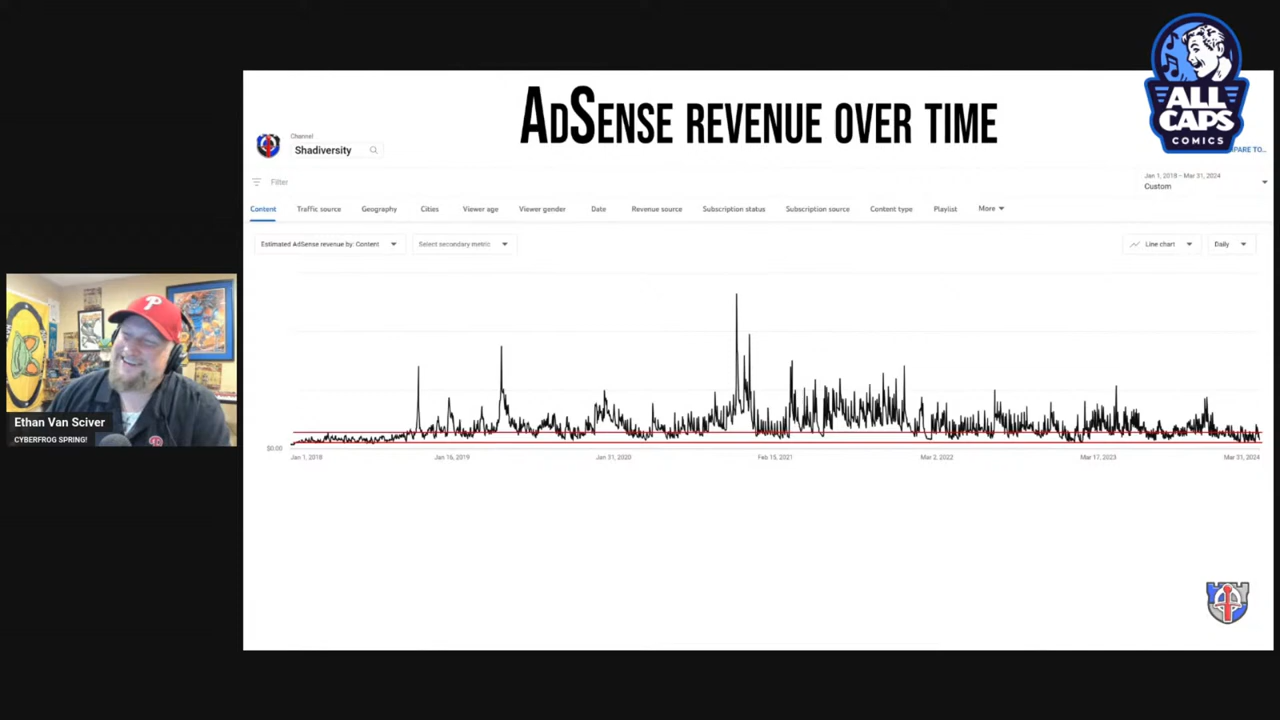 AdSense revenue over time
ALL
CAPS
COMICS
Channel
Shadiversity
PARE TO...
Filter
Jan 1, 2018 – Mar 31, 2024
Custom
Content Traffic source Geography Cities Viewer age Viewer gender Date Revenue source Subscription status Subscription source Content type Playlist More
Estimated AdSense revenue by: Content Select secondary metric Line chart Daily
$0.00
Jan 1, 2018 Jan 16, 2019 Jan 31, 2020 Feb 15, 2021 Mar 2, 2022 Mar 17, 2023 Mar 31, 2024
P
Ethan Van Sciver
CYBERFROG SPRING!